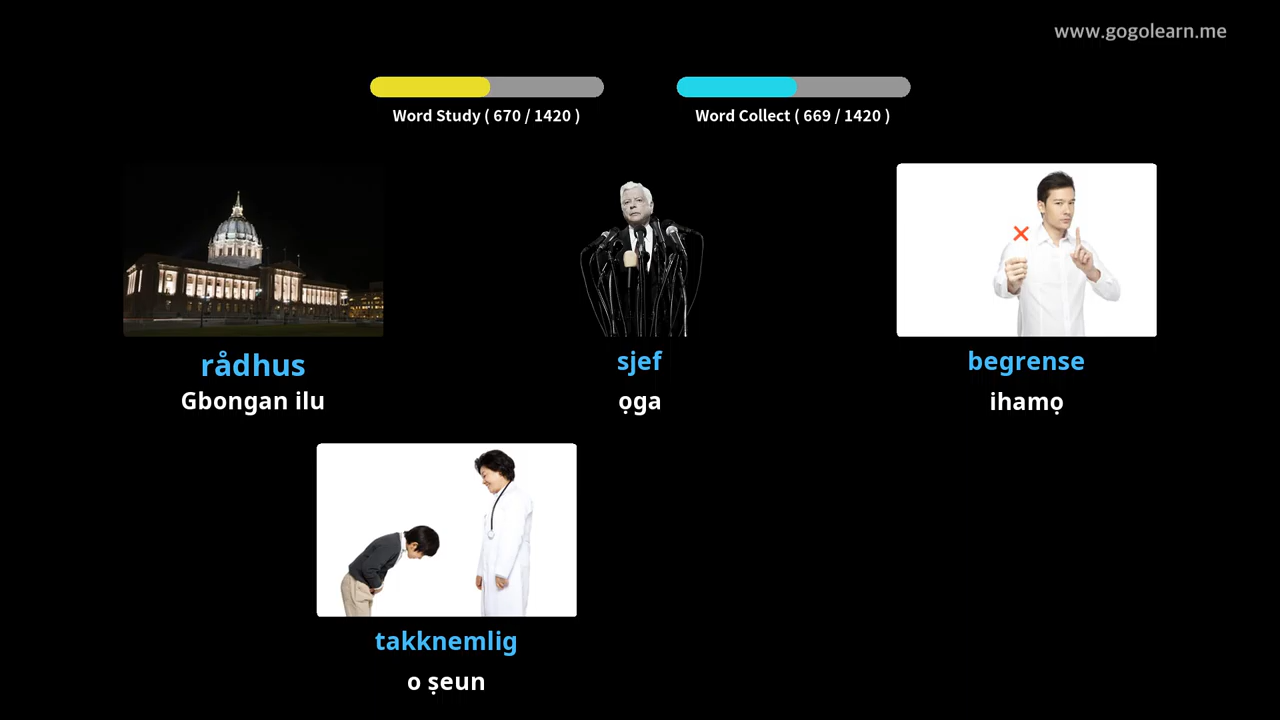 www.gogolearn.me
Word Study ( 670 / 1420 )
Word Collect ( 669 / 1420 )
rådhus
Gbongan ilu
sjef
ọga
begrense
ihamọ
takknemlig
o ṣeun